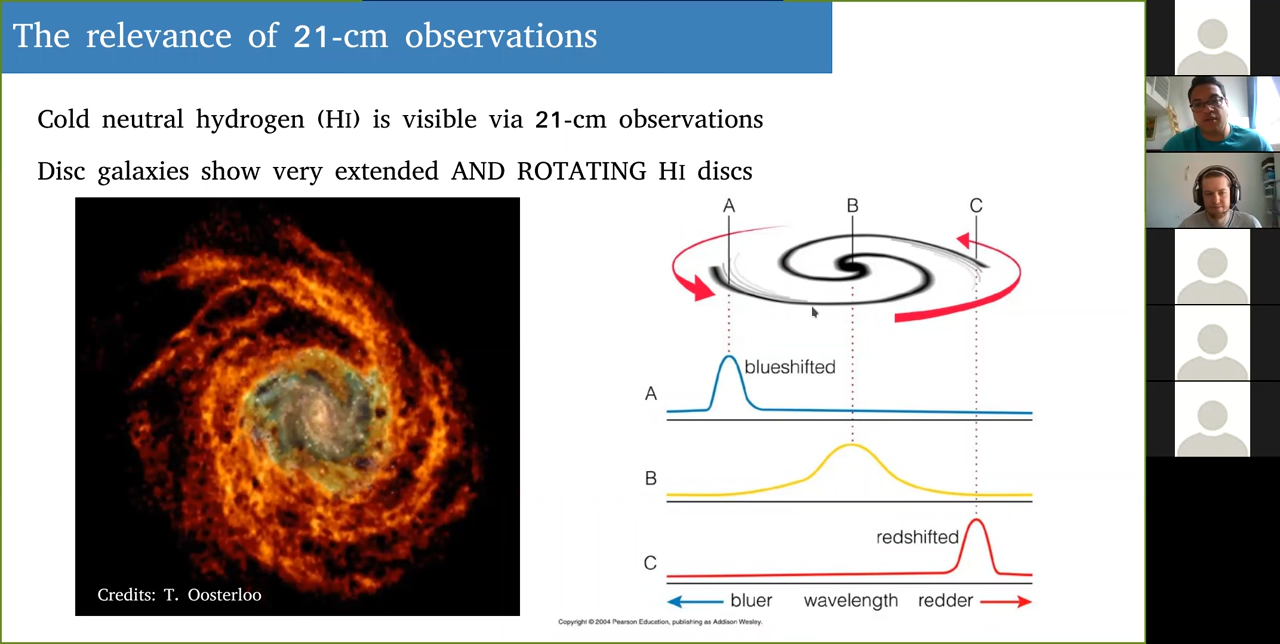 The relevance of 21-cm observations
Cold neutral hydrogen (HI) is visible via 21-cm observations
Disc galaxies show very extended AND ROTATING HI discs
A B C
blueshifted
A
B
redshifted
C
bluer wavelength redder
Credits: T. Oosterloo
Copyright © 2004 Pearson Education, publishing as Addison Wesley.